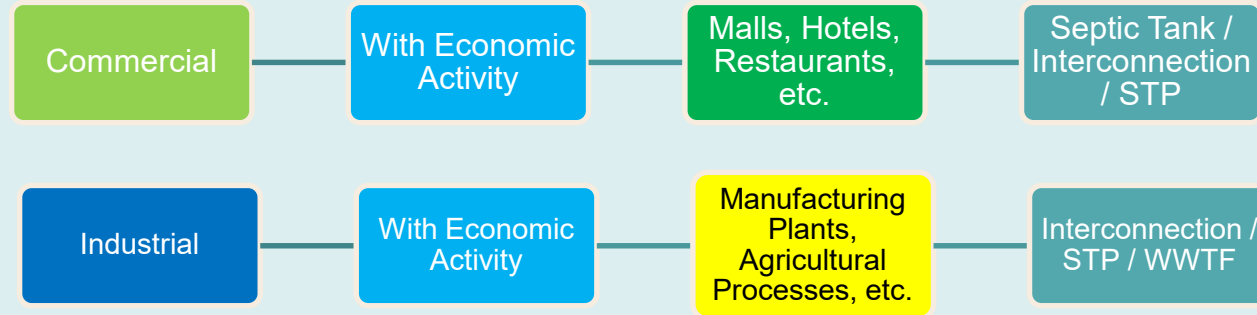 Commercial
With Economic
Activity
Malls, Hotels,
Restaurants,
etc.
Septic Tank /
Interconnection
/ STP
Industrial
With Economic
Activity
Manufacturing
Plants,
Agricultural
Processes, etc.
Interconnection /
STP / WWTF